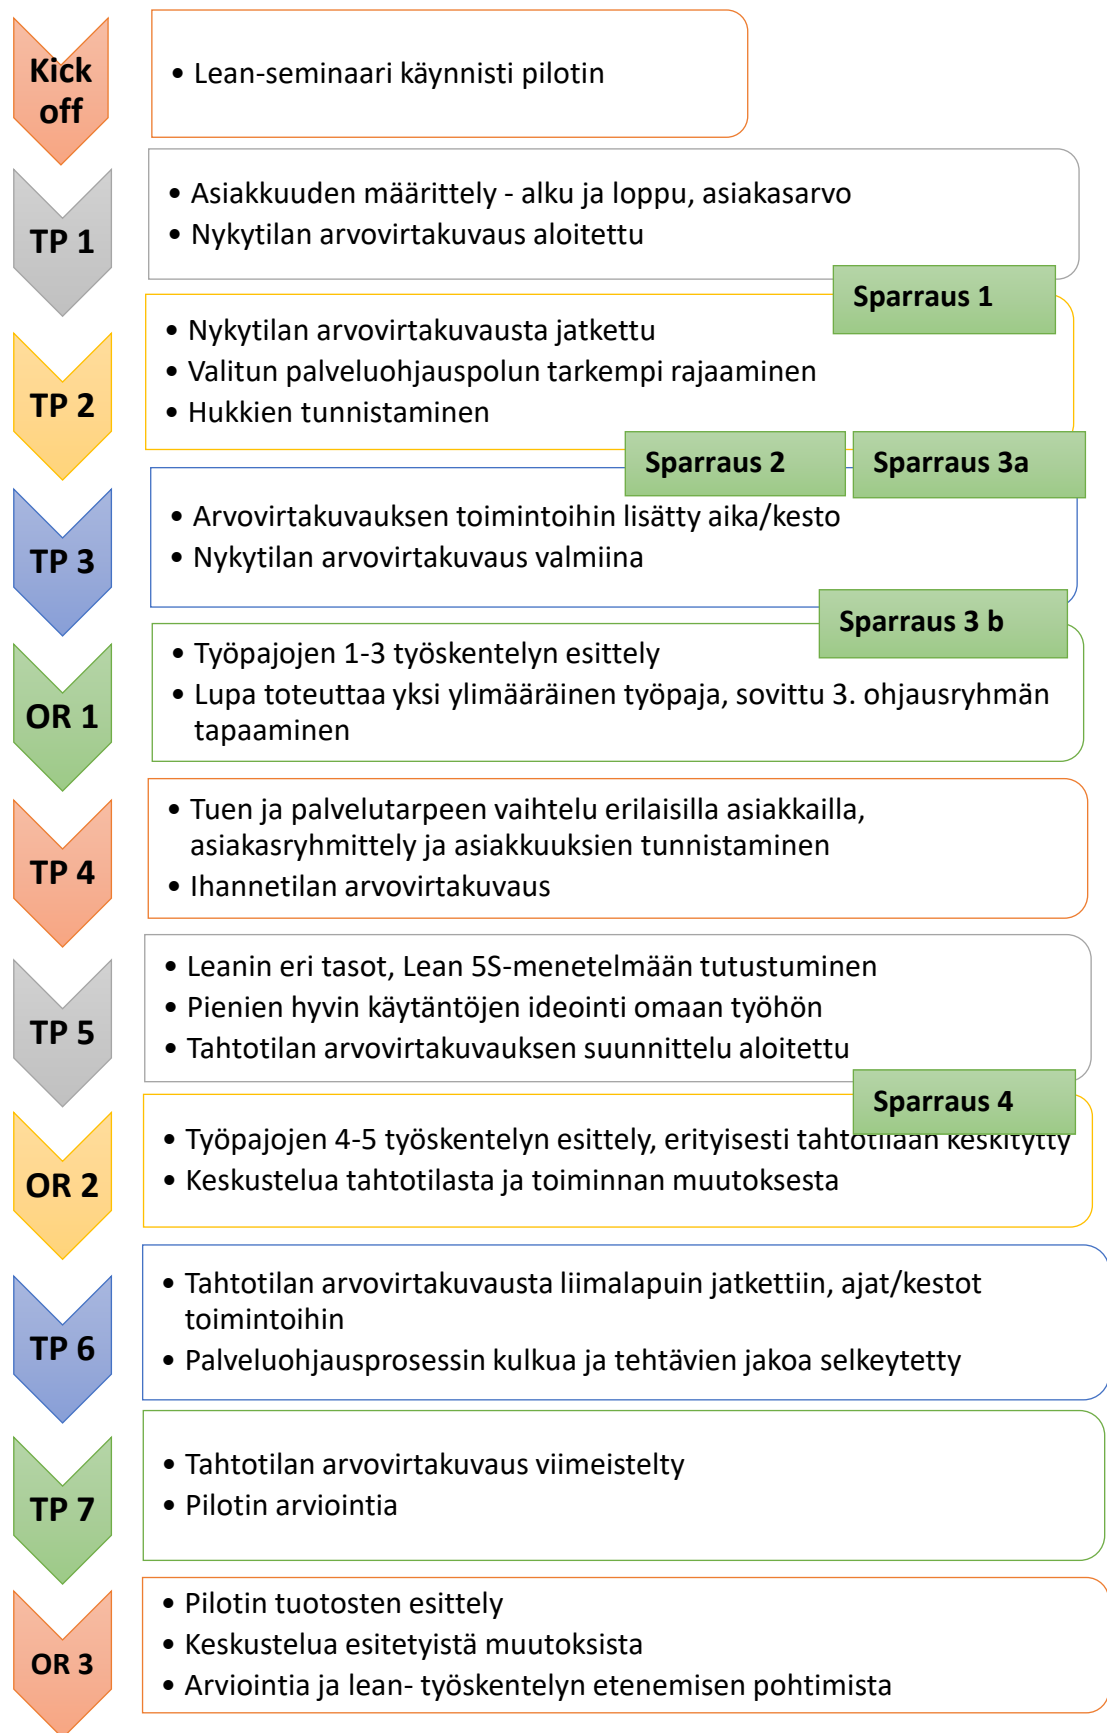 Kick
off
• Lean-seminaari käynnisti pilotin
TP 1
• Asiakkuuden määrittely - alku ja loppu, asiakasarvo
• Nykytilan arvovirtakuvaus aloitettu
Sparraus 1
TP 2
• Nykytilan arvovirtakuvausta jatkettu
• Valitun palveluohjauspolun tarkempi rajaaminen
• Hukkien tunnistaminen
Sparraus 2
Sparraus 3a
TP 3
• Arvovirtakuvauksen toimintoihin lisätty aika/kesto
• Nykytilan arvovirtakuvaus valmiina
Sparraus 3 b
OR 1
• Työpajojen 1-3 työskentelyn esittely
• Lupa toteuttaa yksi ylimääräinen työpaja, sovittu 3. ohjausryhmän
tapaaminen
TP 4
• Tuen ja palvelutarpeen vaihtelu erilaisilla asiakkailla,
asiakasryhmittely ja asiakkuuksien tunnistaminen
• Ihannetilan arvovirtakuvaus
TP 5
• Leanin eri tasot, Lean 5S-menetelmään tutustuminen
• Pienien hyvin käytäntöjen ideointi omaan työhön
• Tahtotilan arvovirtakuvauksen suunnittelu aloitettu
Sparraus 4
OR 2
• Työpajojen 4-5 työskentelyn esittely, erityisesti tahtotilaan keskitytty
• Keskustelua tahtotilasta ja toiminnan muutoksesta
TP 6
• Tahtotilan arvovirtakuvausta liimalapuin jatkettiin, ajat/kestot
toimintoihin
• Palveluohjausprosessin kulkua ja tehtävien jakoa selkeytetty
TP 7
• Tahtotilan arvovirtakuvaus viimeistelty
• Pilotin arviointia
OR 3
• Pilotin tuotosten esittely
• Keskustelua esitetyistä muutoksista
• Arviointia ja lean- työskentelyn etenemisen pohtimista